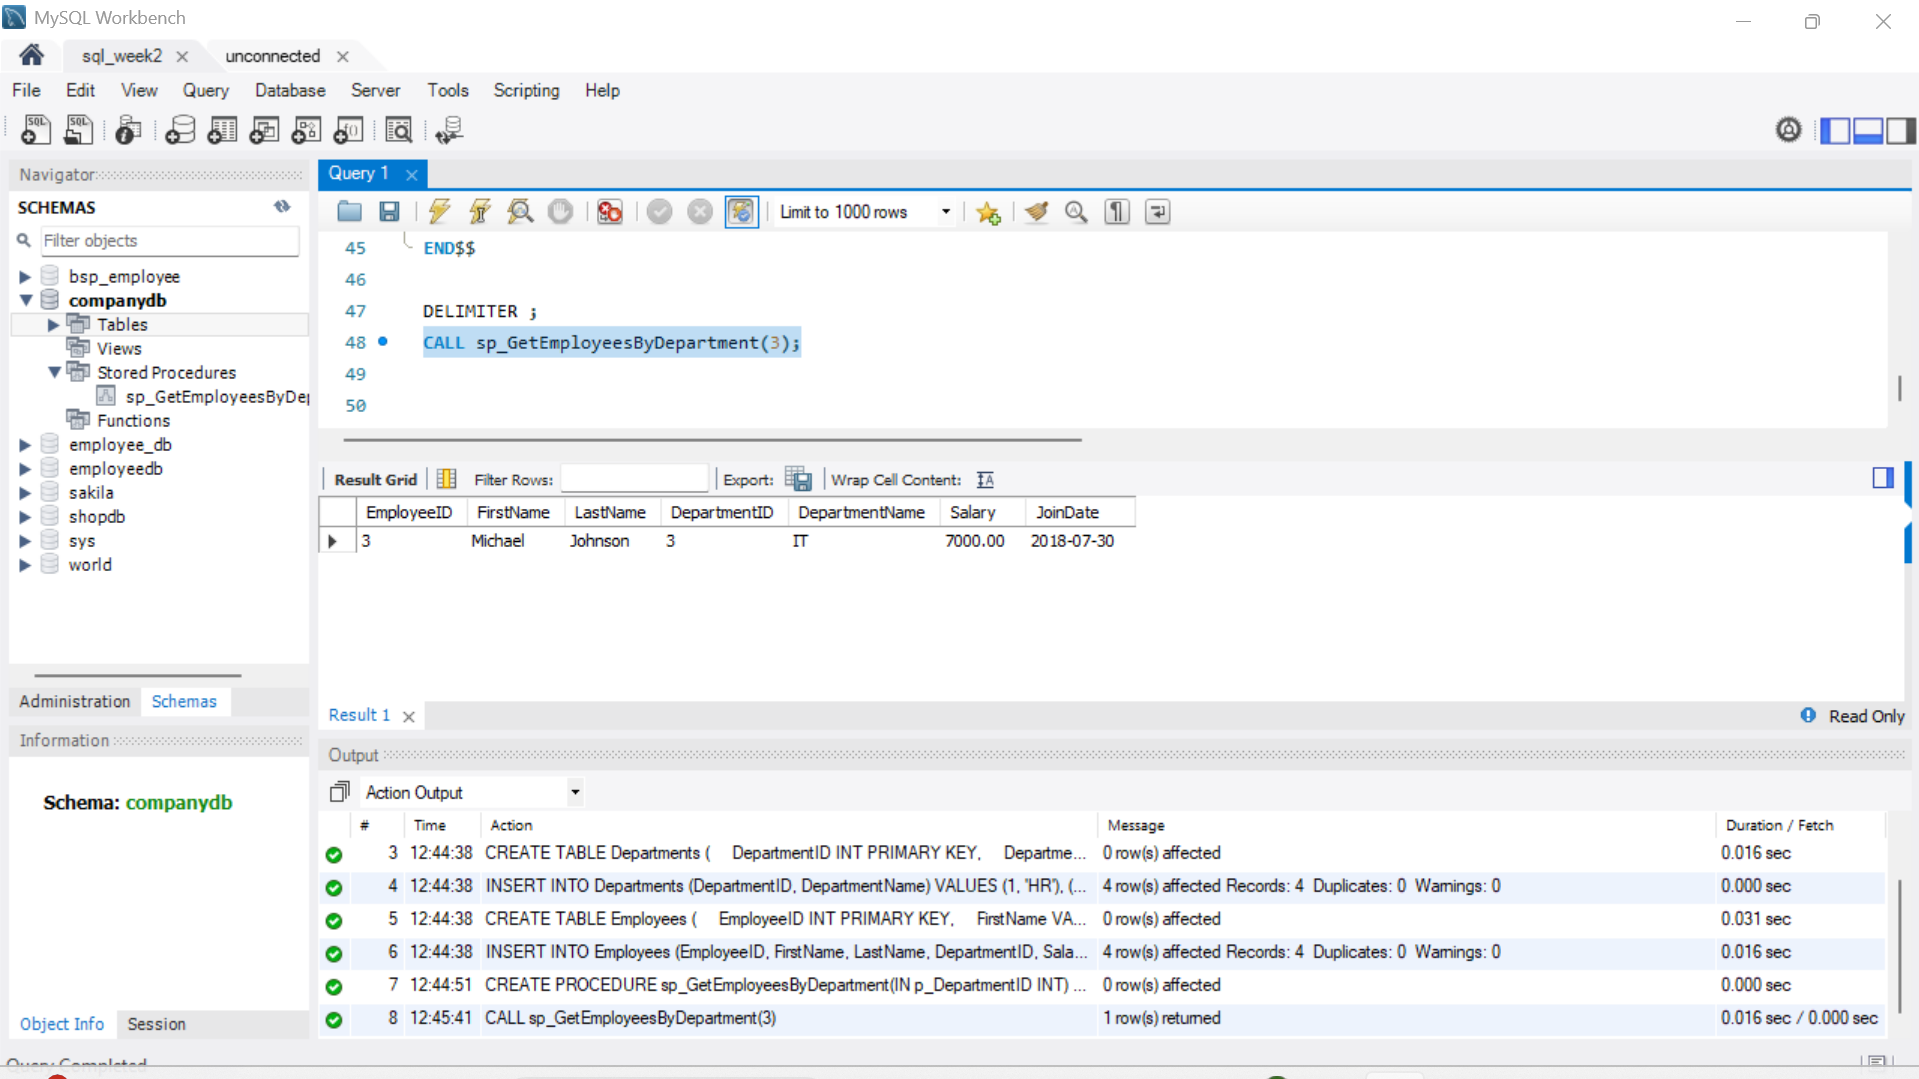 MySQL Workbench
sql_week2
unconnected
File Edit View Query Database Server Tools Scripting Help
Navigator
SCHEMAS
Filter objects
bsp_employee
companydb
Tables
Views
Stored Procedures
sp_GetEmployeesByDe
Functions
employee_db
employeedb
sakila
shopdb
sys
world
Administration Schemas
Information
Schema: companydb
Object Info Session
Query 1
Limit to 1000 rows
45 END$$
46
47 DELIMITER ;
48 CALL sp_GetEmployeesByDepartment(3);
49
50
Result Grid Filter Rows: Export: Wrap Cell Content:
EmployeeID FirstName LastName DepartmentID DepartmentName Salary JoinDate
3 Michael Johnson 3 IT 7000.00 2018-07-30
Result 1
Read Only
Output
Action Output
# Time Action Message Duration / Fetch
3 12:44:38 CREATE TABLE Departments ( DepartmentID INT PRIMARY KEY, Departme... 0 row(s) affected 0.016 sec
4 12:44:38 INSERT INTO Departments (DepartmentID, DepartmentName) VALUES (1, 'HR'), (... 4 row(s) affected Records: 4 Duplicates: 0 Warnings: 0 0.000 sec
5 12:44:38 CREATE TABLE Employees ( EmployeeID INT PRIMARY KEY, FirstName VA... 0 row(s) affected 0.031 sec
6 12:44:38 INSERT INTO Employees (EmployeeID, FirstName, LastName, DepartmentID, Sala... 4 row(s) affected Records: 4 Duplicates: 0 Warnings: 0 0.016 sec
7 12:44:51 CREATE PROCEDURE sp_GetEmployeesByDepartment(IN p_DepartmentID INT) ... 0 row(s) affected 0.000 sec
8 12:45:41 CALL sp_GetEmployeesByDepartment(3) 1 row(s) returned 0.016 sec / 0.000 sec
Query Completed